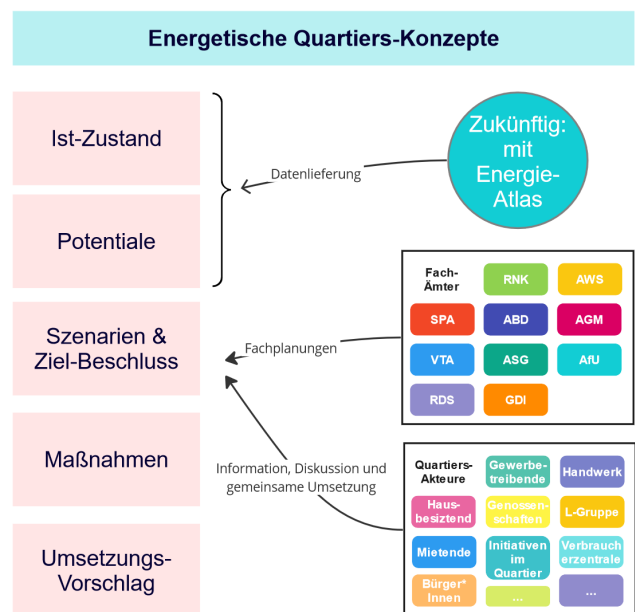 Energetische Quartiers-Konzepte
Ist-Zustand
Potentiale
Szenarien &
Ziel-Beschluss
Maßnahmen
Umsetzungs-
Vorschlag
Datenlieferung
Zukünftig:
mit
Energie-
Atlas
Fachplanungen
Fach-
Ämter
RNK
AWS
SPA
ABD
AGM
VTA
ASG
AfU
RDS
GDI
Information, Diskussion und
gemeinsame Umsetzung
Quartiers-
Akteure
Gewerbe-
treibende
Handwerk
Haus-
besiztend
Genossen-
schaften
L-Gruppe
Mietende
Initiativen
im
Quartier
Verbrauch
erzentrale
Bürger*
Innen
...
...